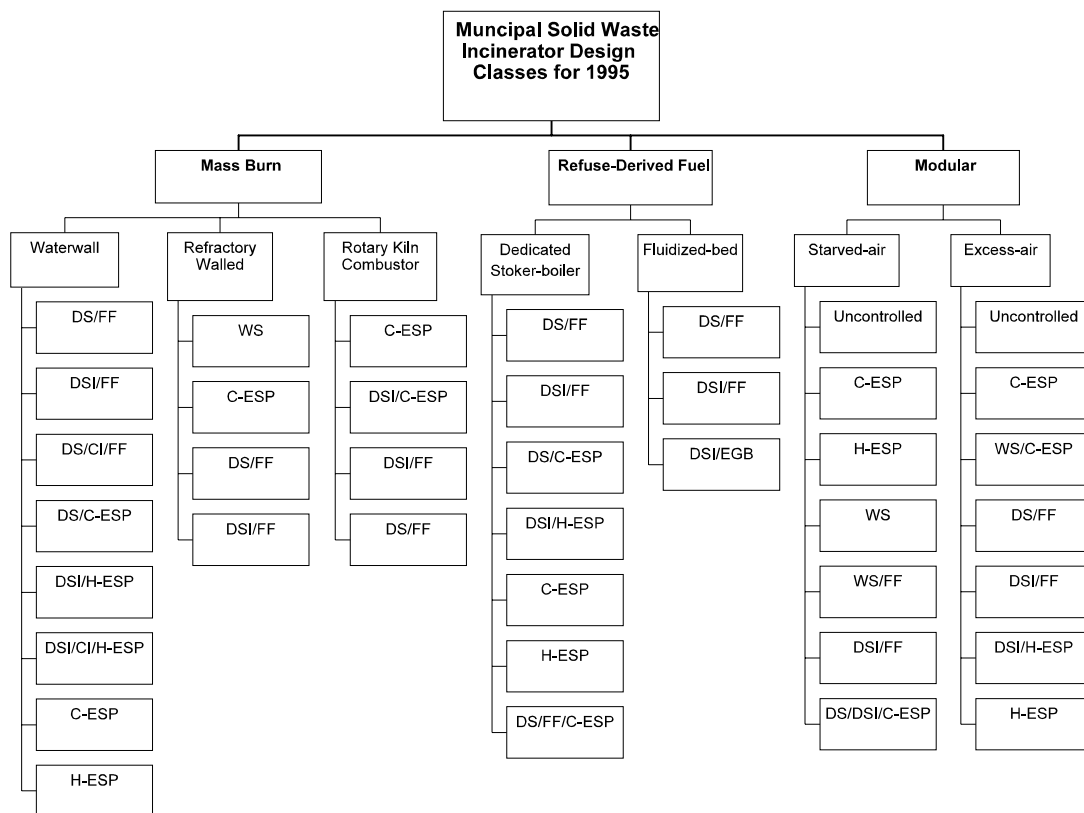 Muncipal Solid Waste
Incinerator Design
Classes for 1995
Mass Burn
Refuse-Derived Fuel
Modular
Waterwall
Refractory
Walled
Rotary Kiln
Combustor
Dedicated
Stoker-boiler
Fluidized-bed
Starved-air
Excess-air
DS/FF
DSI/FF
DS/CI/FF
DS/C-ESP
DSI/H-ESP
DSI/CI/H-ESP
C-ESP
H-ESP
WS
C-ESP
DS/FF
DSI/FF
C-ESP
DSI/C-ESP
DSI/FF
DS/FF
DS/FF
DSI/FF
DS/C-ESP
DSI/H-ESP
C-ESP
H-ESP
DS/FF/C-ESP
DS/FF
DSI/FF
DSI/EGB
Uncontrolled
C-ESP
H-ESP
WS
WS/FF
DSI/FF
DS/DSI/C-ESP
Uncontrolled
C-ESP
WS/C-ESP
DS/FF
DSI/FF
DSI/H-ESP
H-ESP